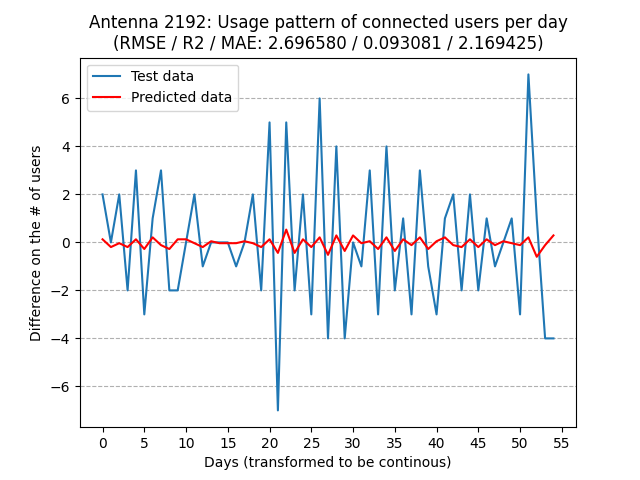 Antenna 2192: Usage pattern of connected users per day
(RMSE / R2 / MAE: 2.696580 / 0.093081 / 2.169425)
Test data
Predicted data
Difference on the # of users
6
4
2
0
−2
−4
−6
0 5 10 15 20 25 30 35 40 45 50 55
Days (transformed to be continous)